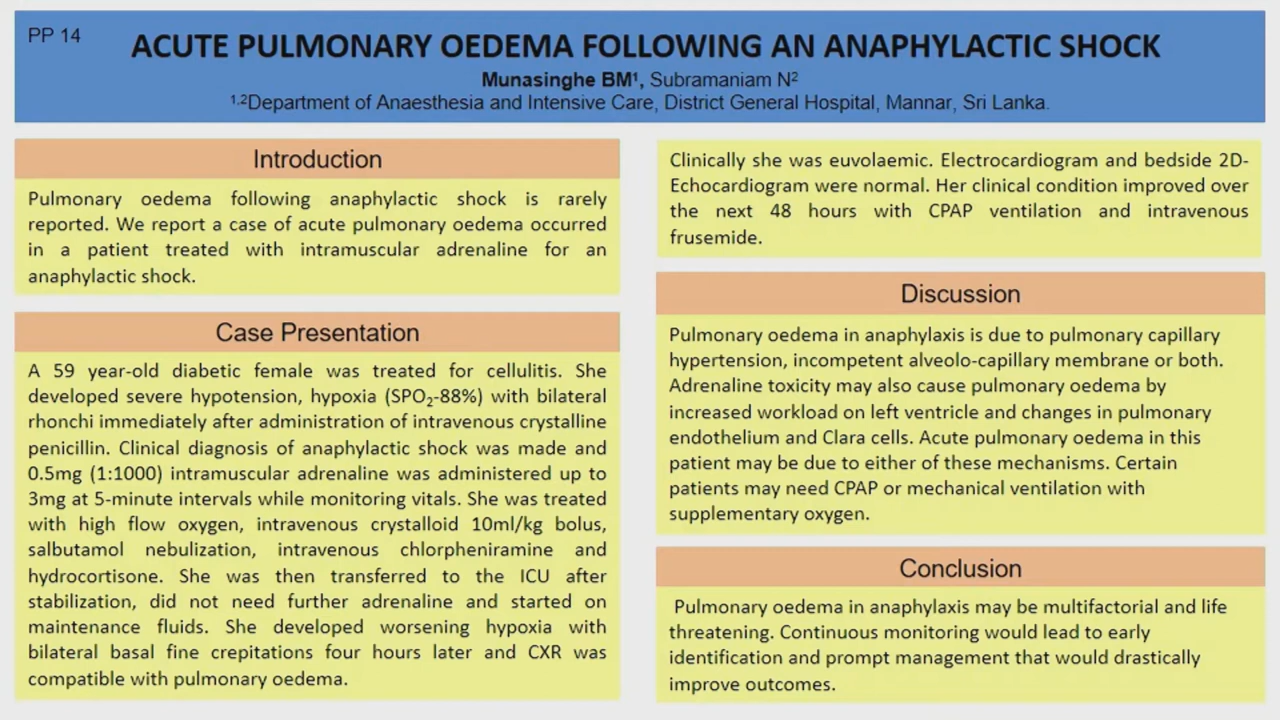 PP 14
ACUTE PULMONARY OEDEMA FOLLOWING AN ANAPHYLACTIC SHOCK
Munasinghe BM¹, Subramaniam N²
¹,²Department of Anaesthesia and Intensive Care, District General Hospital, Mannar, Sri Lanka.
Introduction
Pulmonary oedema following anaphylactic shock is rarely
reported. We report a case of acute pulmonary oedema occurred
in a patient treated with intramuscular adrenaline for an
anaphylactic shock.
Case Presentation
A 59 year-old diabetic female was treated for cellulitis. She
developed severe hypotension, hypoxia (SPO₂-88%) with bilateral
rhonchi immediately after administration of intravenous crystalline
penicillin. Clinical diagnosis of anaphylactic shock was made and
0.5mg (1:1000) intramuscular adrenaline was administered up to
3mg at 5-minute intervals while monitoring vitals. She was treated
with high flow oxygen, intravenous crystalloid 10ml/kg bolus,
salbutamol nebulization, intravenous chlorpheniramine and
hydrocortisone. She was then transferred to the ICU after
stabilization, did not need further adrenaline and started on
maintenance fluids. She developed worsening hypoxia with
bilateral basal fine crepitations four hours later and CXR was
compatible with pulmonary oedema.
Clinically she was euvolaemic. Electrocardiogram and bedside 2D-
Echocardiogram were normal. Her clinical condition improved over
the next 48 hours with CPAP ventilation and intravenous
frusemide.
Discussion
Pulmonary oedema in anaphylaxis is due to pulmonary capillary
hypertension, incompetent alveolo-capillary membrane or both.
Adrenaline toxicity may also cause pulmonary oedema by
increased workload on left ventricle and changes in pulmonary
endothelium and Clara cells. Acute pulmonary oedema in this
patient may be due to either of these mechanisms. Certain
patients may need CPAP or mechanical ventilation with
supplementary oxygen.
Conclusion
Pulmonary oedema in anaphylaxis may be multifactorial and life
threatening. Continuous monitoring would lead to early
identification and prompt management that would drastically
improve outcomes.